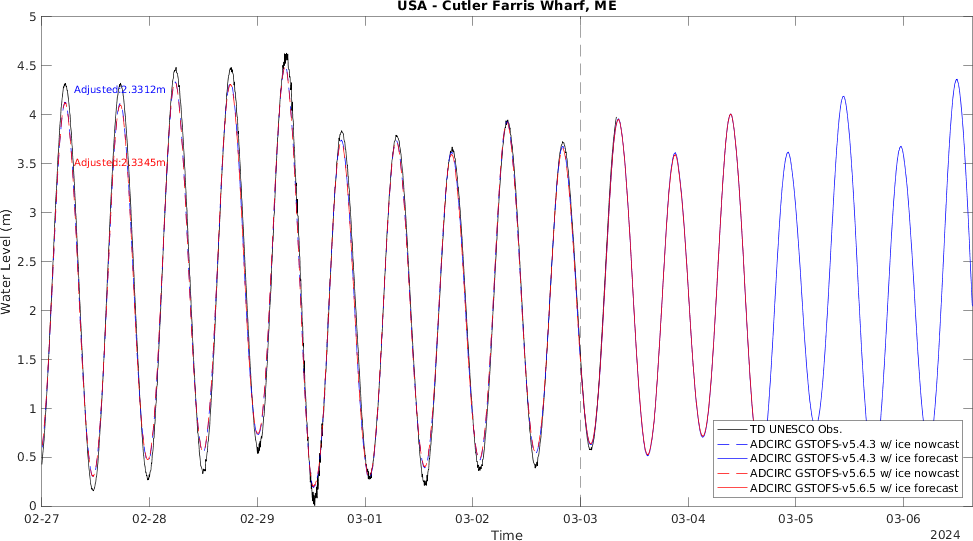 USA - Cutler Farris Wharf, ME
5
4.5
4
3.5
3
2.5
2
1.5
1
0.5
0
Water Level (m)
Adjusted:2.3312m
Adjusted:2.3345m
TD UNESCO Obs.
ADCIRC GSTOFS-v5.4.3 w/ ice nowcast
ADCIRC GSTOFS-v5.4.3 w/ ice forecast
ADCIRC GSTOFS-v5.6.5 w/ ice nowcast
ADCIRC GSTOFS-v5.6.5 w/ ice forecast
02-27 02-28 02-29 03-01 03-02 03-03 03-04 03-05 03-06
Time
2024